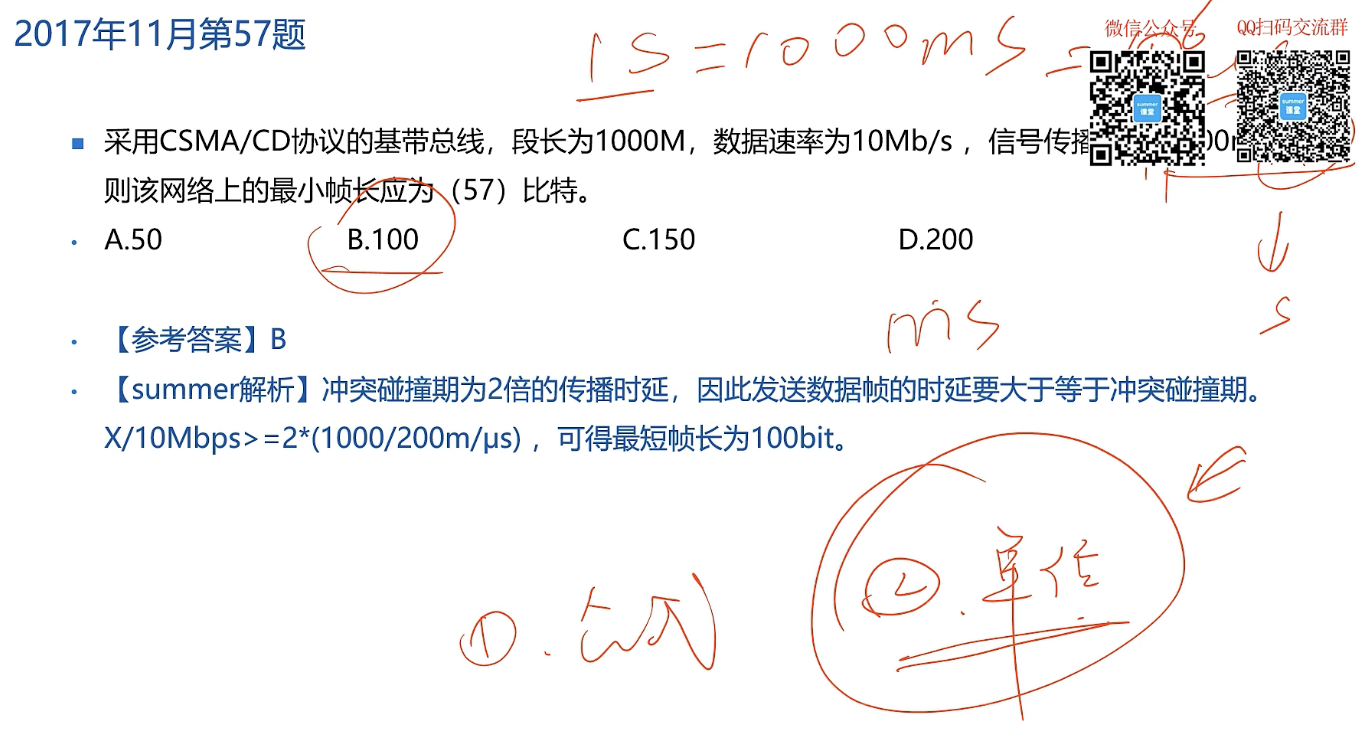 2017年11月第57题
微信公众号
QQ扫码交流群
1S=1000ms=10⁶
采用CSMA/CD协议的基带总线，段长为1000M，数据速率为10Mb/s ，信号传播
则该网络上的最小帧长应为（57）比特。
A.50 B.100 C.150 D.200
ms
s
【参考答案】B
【summer解析】冲突碰撞期为2倍的传播时延，因此发送数据帧的时延要大于等于冲突碰撞期。
X/10Mbps>=2*(1000/200m/μs) ，可得最短帧长为100bit。
②.单位
①.
summer
课堂
summer
课堂